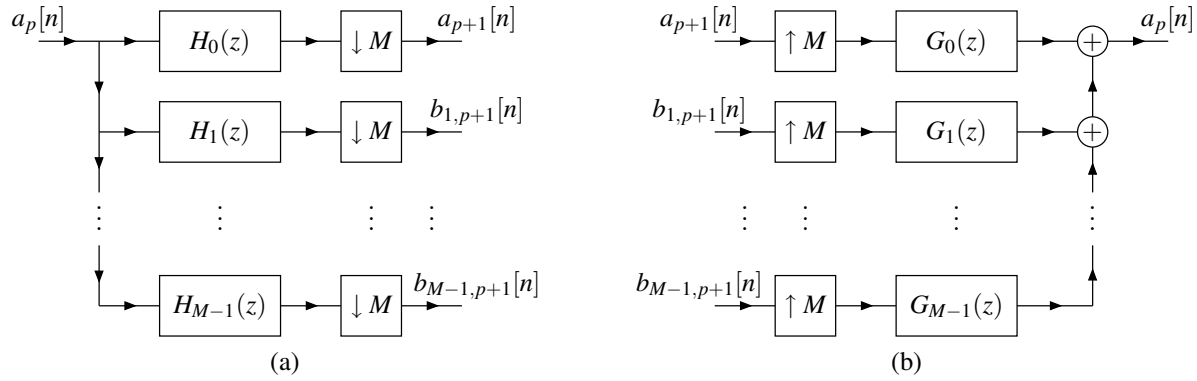 a_p[n] H_0(z) ↓ M a_{p+1}[n]
H_1(z) ↓ M b_{1,p+1}[n]
⋮ ⋮ ⋮ ⋮
H_{M−1}(z) ↓ M b_{M−1,p+1}[n]
(a)
a_{p+1}[n] ↑ M G_0(z) + a_p[n]
b_{1,p+1}[n] ↑ M G_1(z) +
⋮ ⋮ ⋮ ⋮
b_{M−1,p+1}[n] ↑ M G_{M−1}(z)
(b)